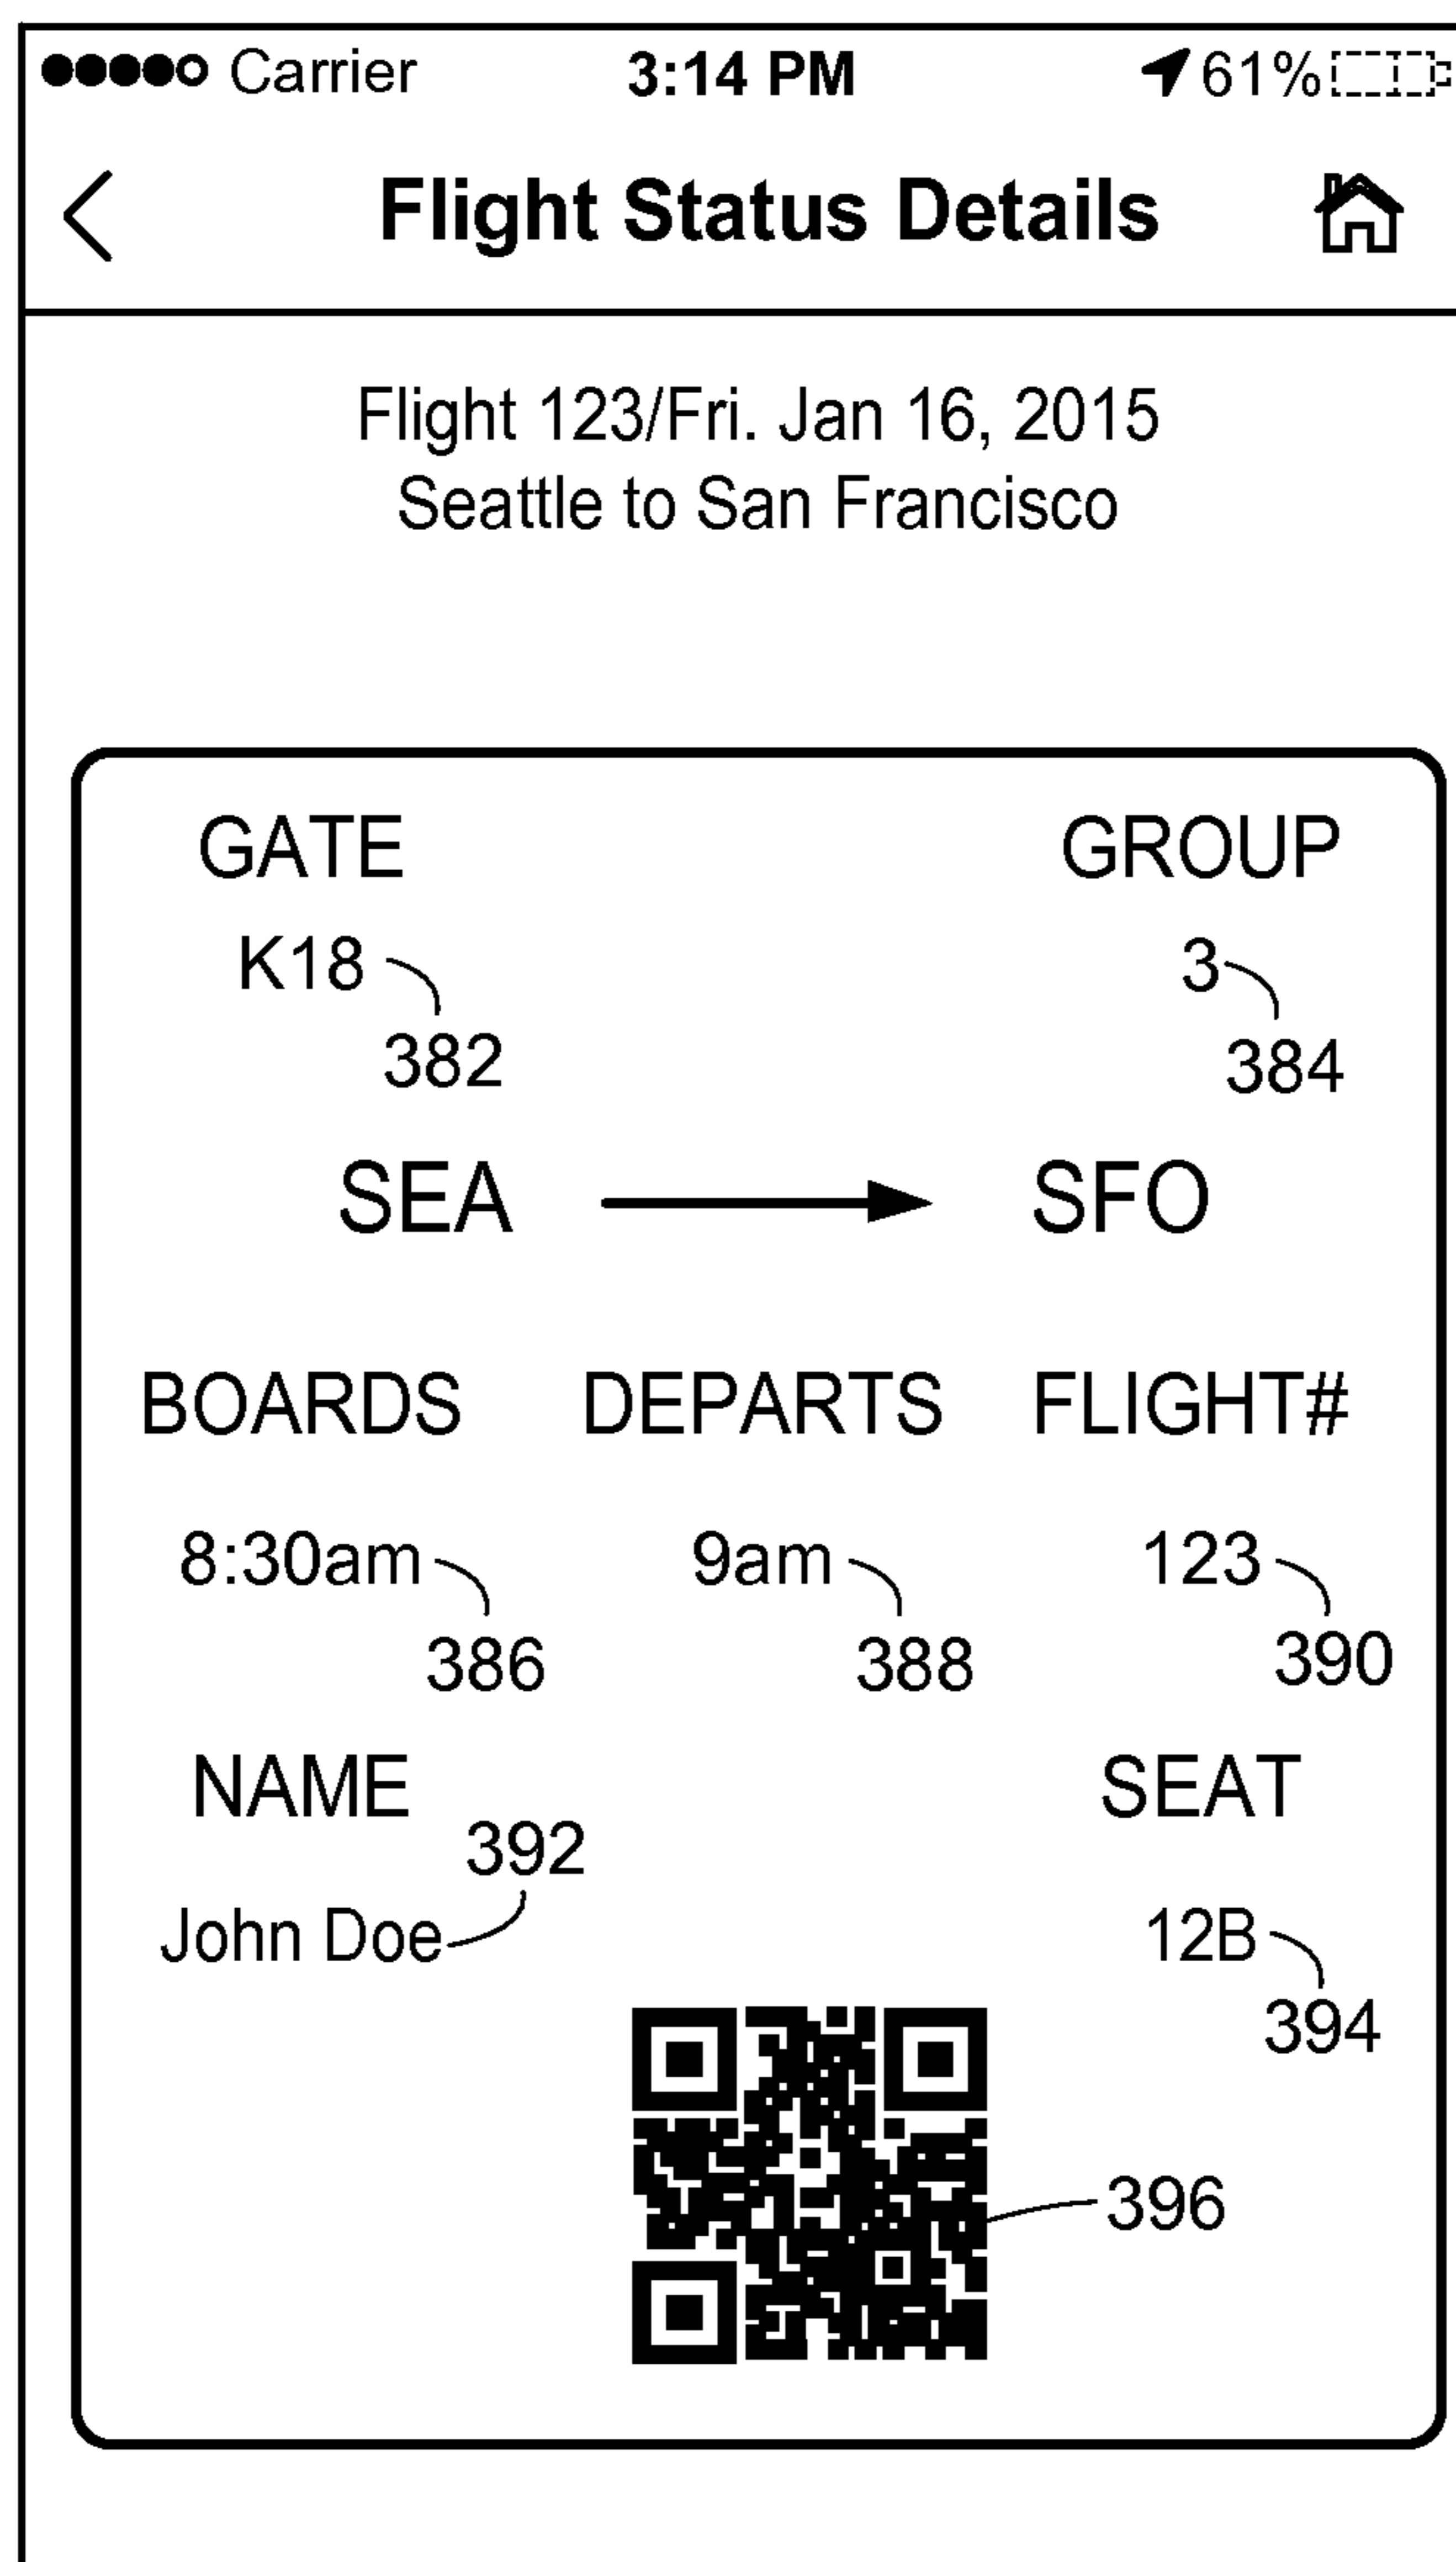 Carrier 3:14 PM 61%
Flight Status Details
Flight 123/Fri. Jan 16, 2015
Seattle to San Francisco
GATE GROUP
K18 3
382 384
SEA SFO
BOARDS DEPARTS FLIGHT#
8:30am 9am 123
386 388 390
NAME SEAT
392
John Doe 12B
394
396